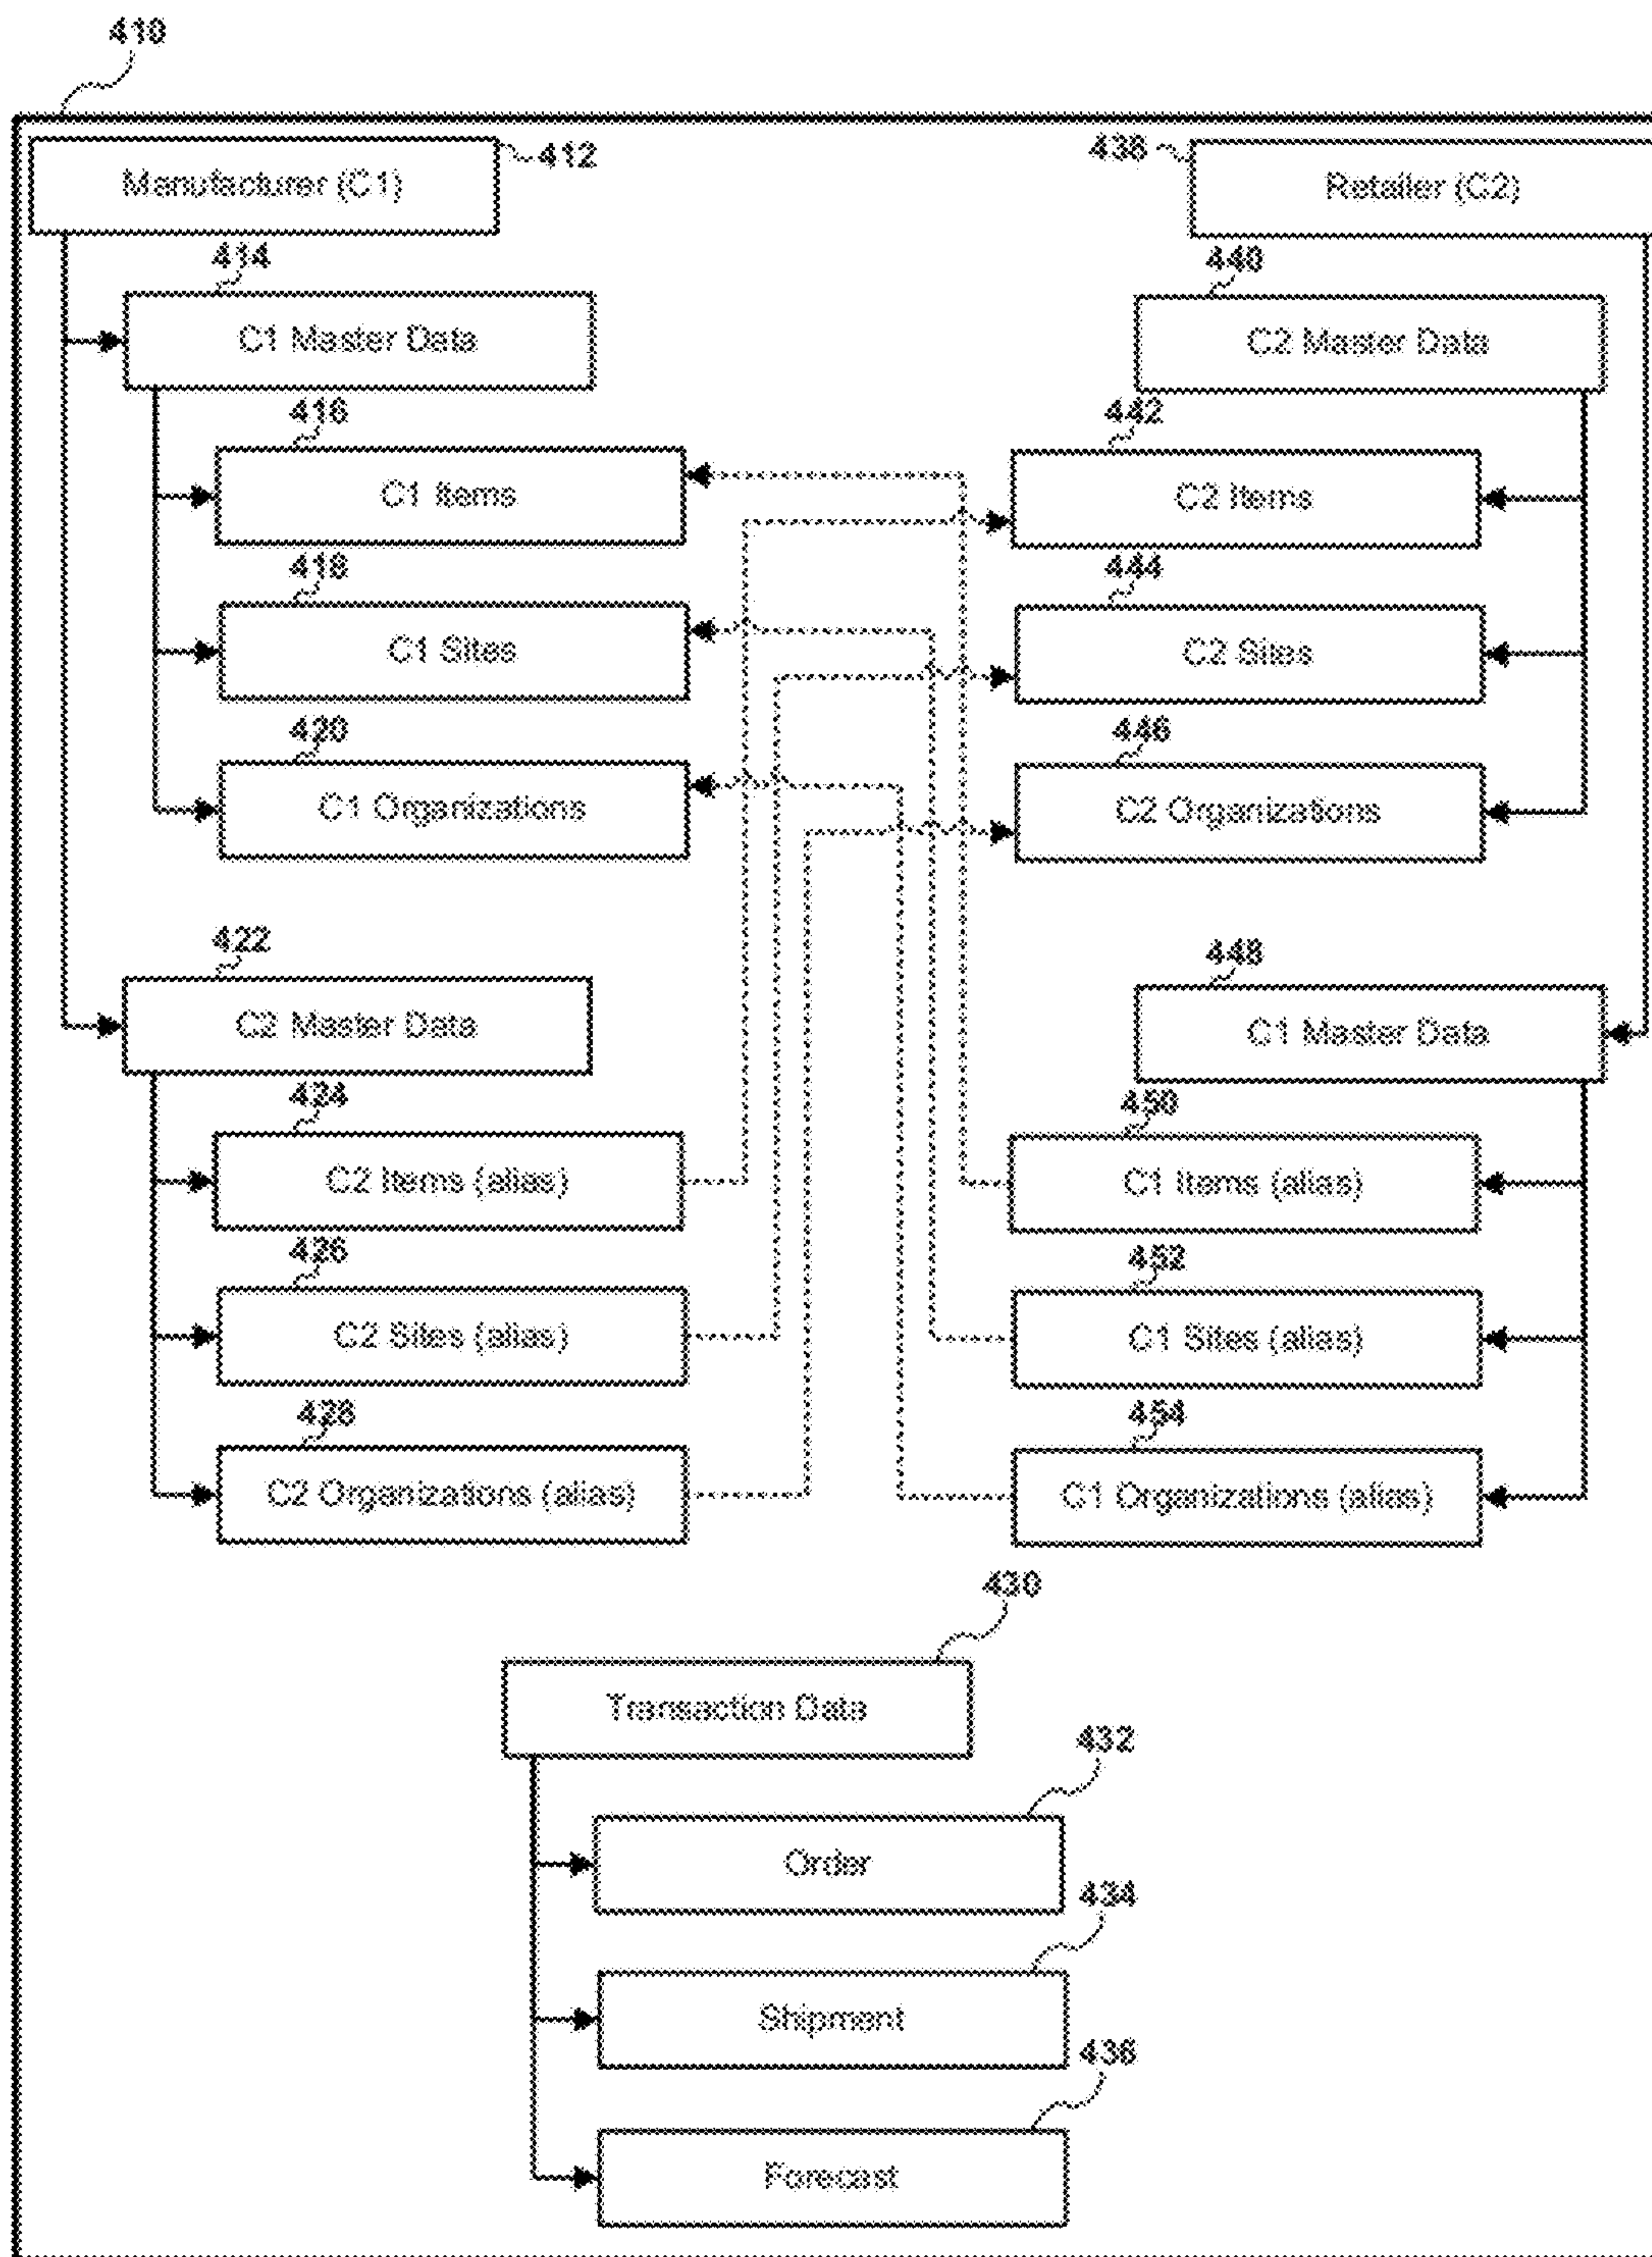 410
Manufacturer (C1)
412
438
Retailer (C2)
414
C1 Master Data
440
C2 Master Data
416
C1 Items
442
C2 Items
418
C1 Sites
444
C2 Sites
420
C1 Organizations
446
C2 Organizations
422
C2 Master Data
448
C1 Master Data
424
C2 Items (alias)
450
C1 Items (alias)
426
C2 Sites (alias)
452
C1 Sites (alias)
428
C2 Organizations (alias)
454
C1 Organizations (alias)
430
Transaction Data
432
Order
434
Shipment
436
Forecast